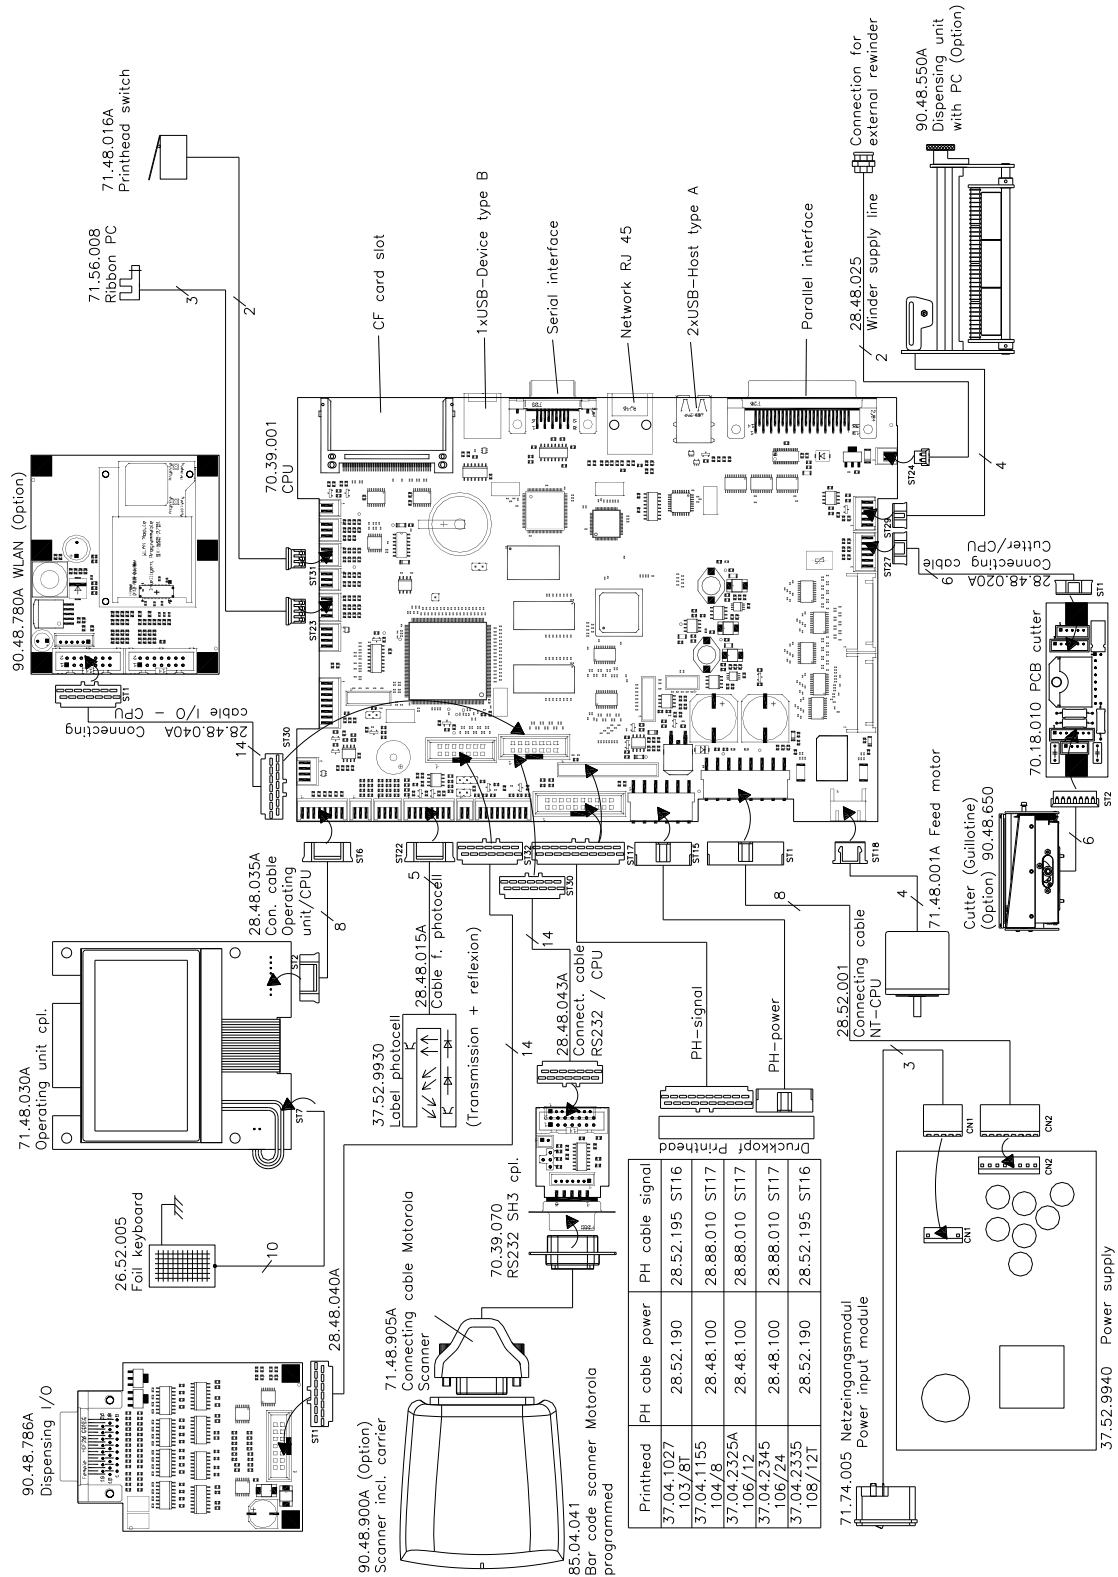 90.48.786A
Dispensing I/O
ST1
28.48.040A
26.52.005
Foil keyboard
10
71.48.030A
Operating unit cpl.
ST7
ST2
28.48.035A
Con. cable
Operating
unit/CPU
8
ST6
90.48.780A WLAN (Option)
ST1
Connecting
cable I/O - CPU
28.48.040A
14
ST30
71.56.008
Ribbon PC
3
71.48.016A
Printhead switch
2
70.39.001
CPU
ST23
ST31
CF card slot
1xUSB-Device type B
Serial interface
Network RJ 45
2xUSB-Host type A
Parallel interface
28.48.025
Winder supply line
2
Connection for
external rewinder
90.48.550A
Dispensing unit
with PC (Option)
4
ST24
ST29
ST27
9
Connecting cable
Cutter/CPU
28.48.020A
ST1
70.18.010 PCB cutter
ST2
6
Cutter (Guillotine)
(Option) 90.48.650
71.48.001A Feed motor
4
ST18
ST1
8
28.52.001
Connecting cable
NT-CPU
ST15
ST17
ST32
ST30
ST22
5
28.48.015A
Cable f. photocell
37.52.9930
Label photocell
(Transmission + reflexion)
14
14
28.48.043A
Connect. cable
RS232 / CPU
PH-signal
PH-power
Druckkopf Printhead
70.39.070
RS232 SH3 cpl.
71.48.905A
Connecting cable Motorola
Scanner
90.48.900A (Option)
Scanner incl. carrier
85.04.041
Bar code scanner Motorola
programmed
Printhead PH cable power PH cable signal
37.04.1027 103/8T 28.52.190 28.52.195 ST16
37.04.1155 104/8 28.48.100 28.88.010 ST17
37.04.2325A 106/12 28.48.100 28.88.010 ST17
37.04.2345 106/24 28.48.100 28.88.010 ST17
37.04.2335 108/12T 28.52.190 28.52.195 ST16
71.74.005 Netzeingangsmodul
Power input module
3
CN1
CN2
CN1
CN2
37.52.9940 Power supply